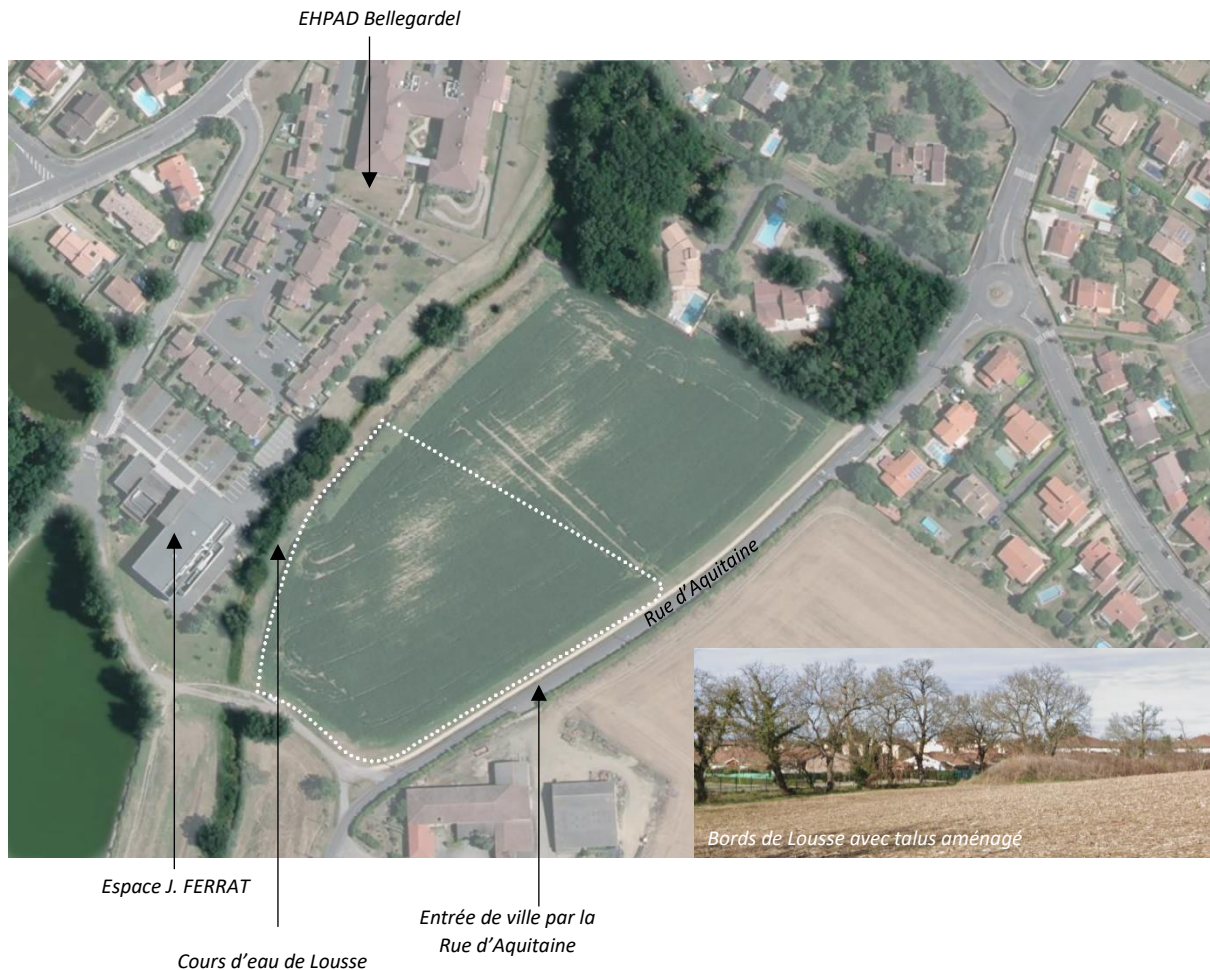 EHPAD Bellegardel
Rue d'Aquitaine
Bords de Lousse avec talus aménagé
Espace J. FERRAT
Entrée de ville par la
Rue d'Aquitaine
Cours d'eau de Lousse